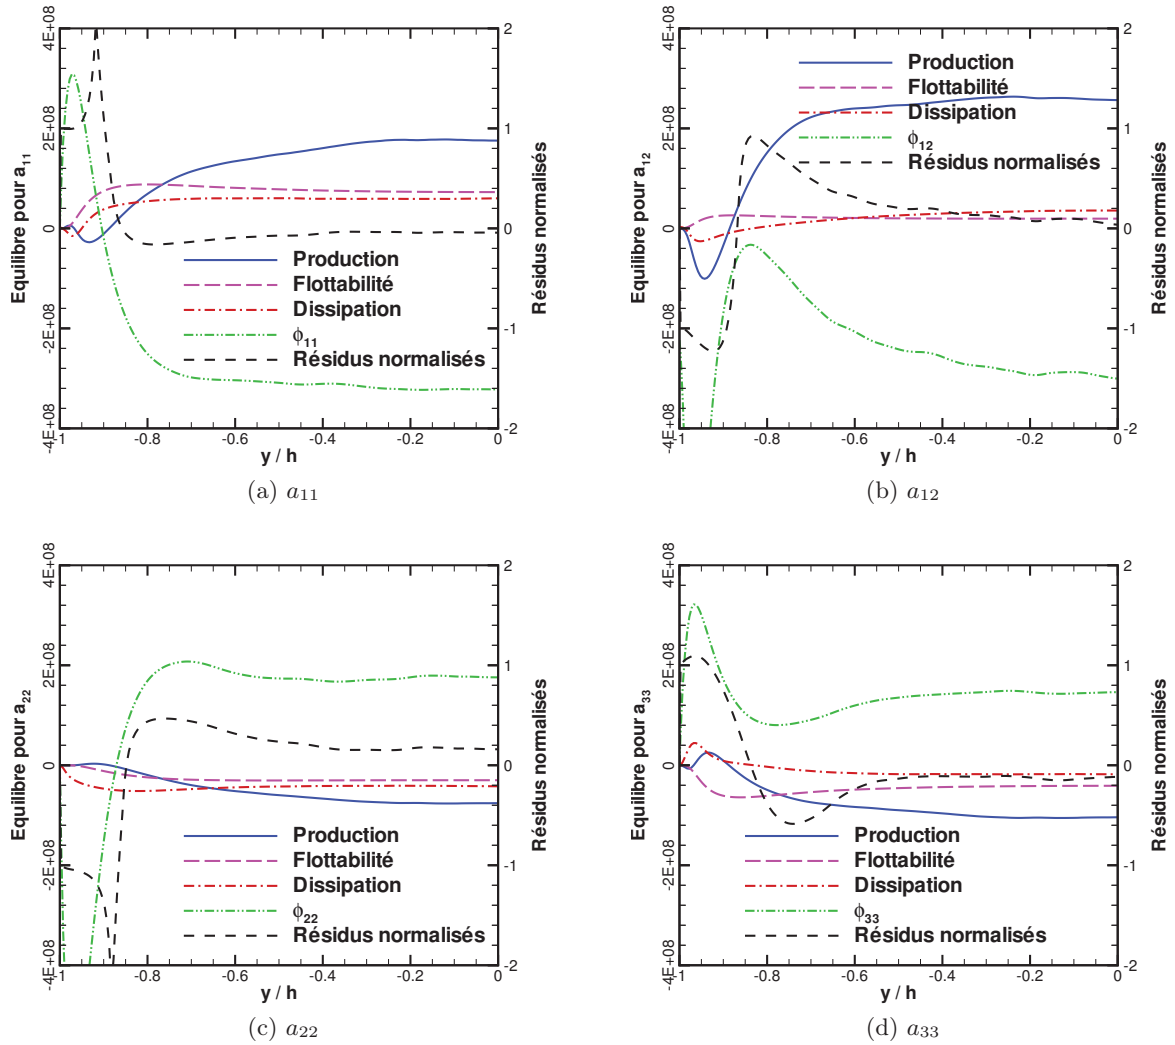 Equilibre pour a11
4E+08
2E+08
0
-2E+08
-4E+08
2
1
0
-1
-2
Résidus normalisés
Production
Flottabilité
Dissipation
ϕ11
Résidus normalisés
-1 -0.8 -0.6 -0.4 -0.2 0
y / h
(a) a11
Equilibre pour a12
4E+08
2E+08
0
-2E+08
-4E+08
2
1
0
-1
-2
Résidus normalisés
Production
Flottabilité
Dissipation
ϕ12
Résidus normalisés
-1 -0.8 -0.6 -0.4 -0.2 0
y / h
(b) a12
Equilibre pour a22
4E+08
2E+08
0
-2E+08
-4E+08
2
1
0
-1
-2
Résidus normalisés
Production
Flottabilité
Dissipation
ϕ22
Résidus normalisés
-1 -0.8 -0.6 -0.4 -0.2 0
y / h
(c) a22
Equilibre pour a33
4E+08
2E+08
0
-2E+08
-4E+08
2
1
0
-1
-2
Résidus normalisés
Production
Flottabilité
Dissipation
ϕ33
Résidus normalisés
-1 -0.8 -0.6 -0.4 -0.2 0
y / h
(d) a33